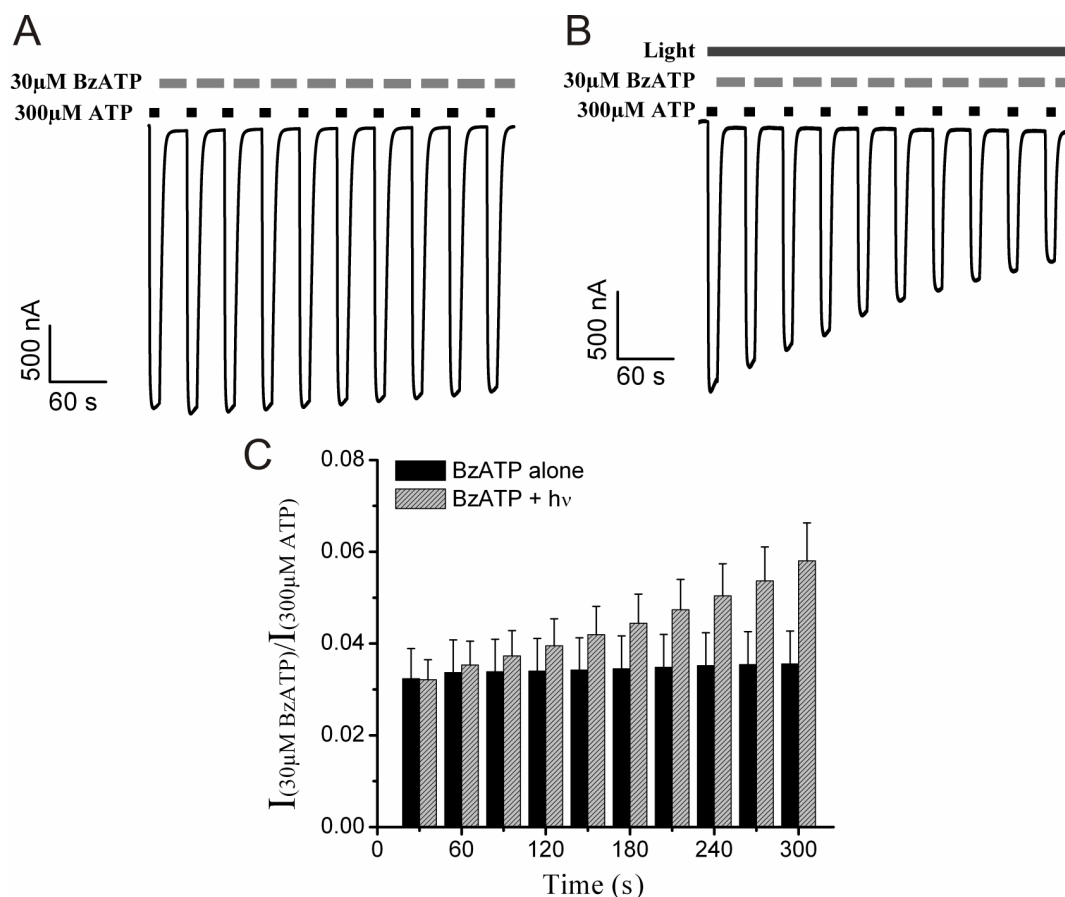 A
30μM BzATP
300μM ATP
500 nA
60 s
B
Light
30μM BzATP
300μM ATP
500 nA
60 s
C
0.08
0.06
0.04
0.02
0.00
I(30μM BzATP)/I(300μM ATP)
BzATP alone
BzATP + hν
0 60 120 180 240 300
Time (s)